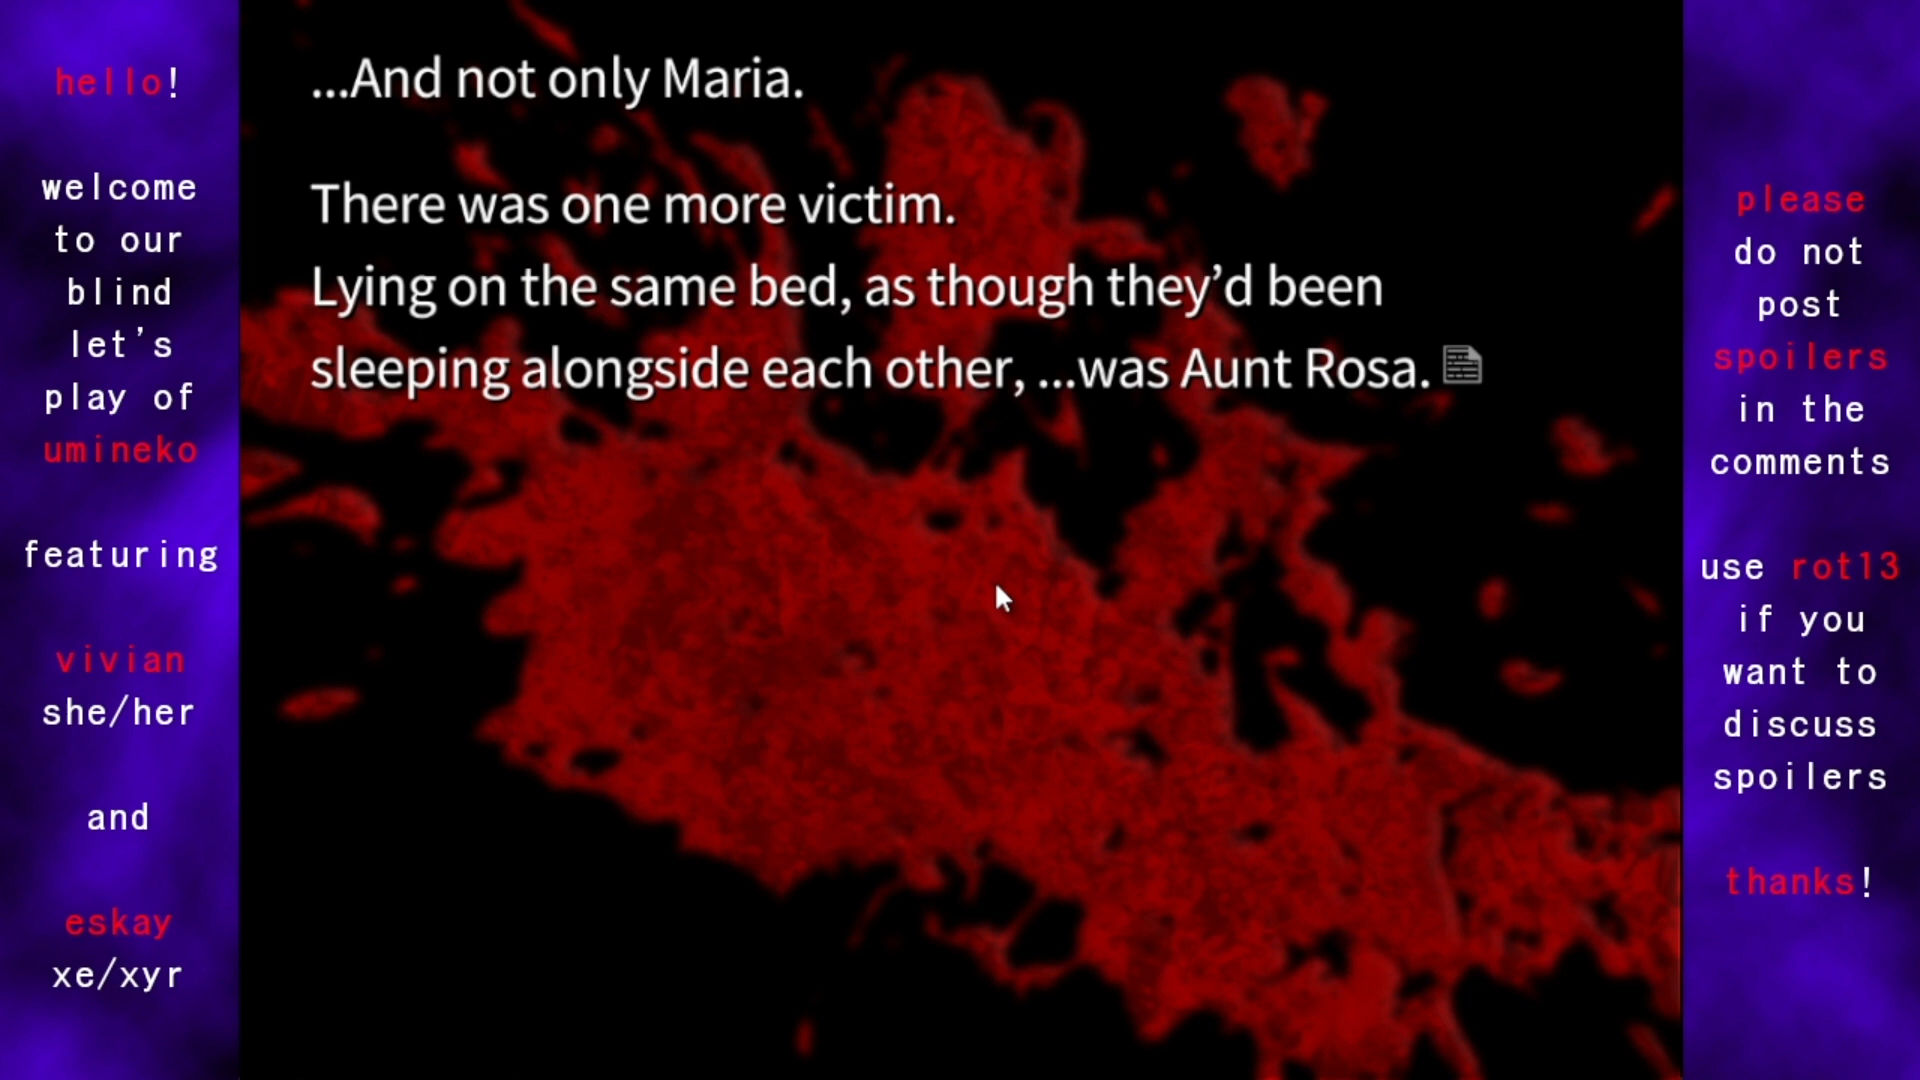 hello!
welcome
to our
blind
let's
play of
umineko
featuring
vivian
she/her
and
eskay
xe/xyr
...And not only Maria.
There was one more victim.
Lying on the same bed, as though they’d been
sleeping alongside each other, ...was Aunt Rosa.
please
do not
post
spoilers
in the
comments
use rot13
if you
want to
discuss
spoilers
thanks!